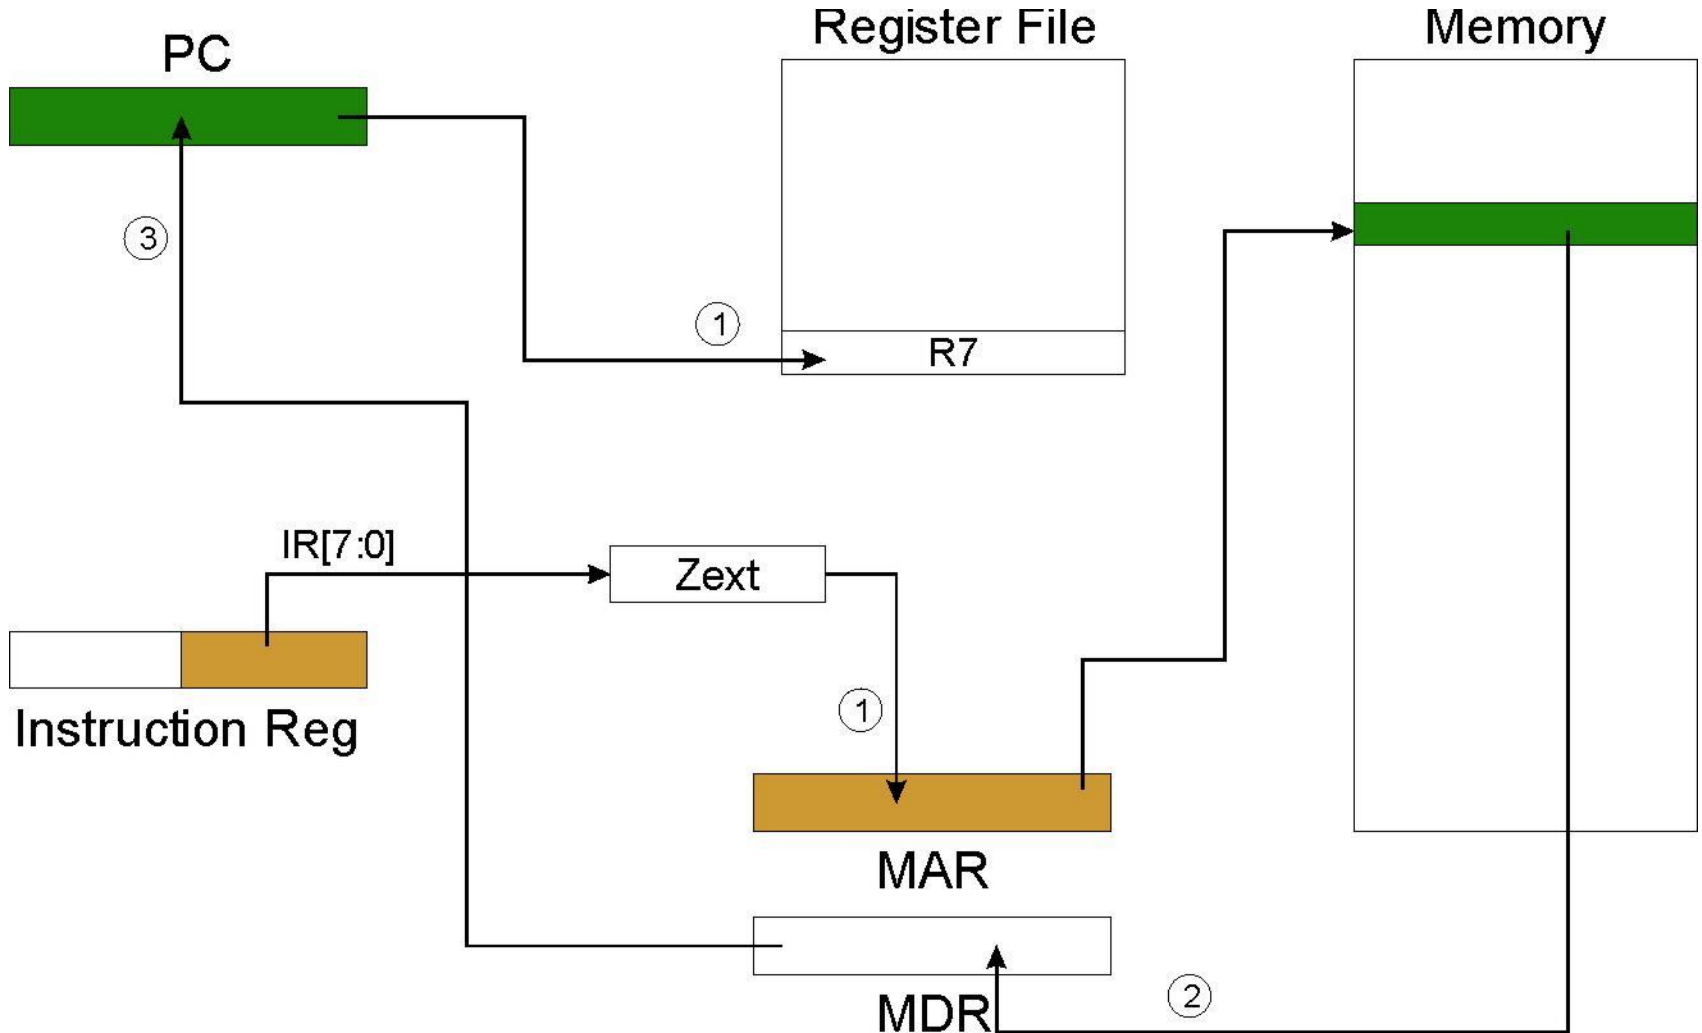 Register File
Memory
PC
3
1
R7
IR[7:0]
Zext
Instruction Reg
1
MAR
MDR
2